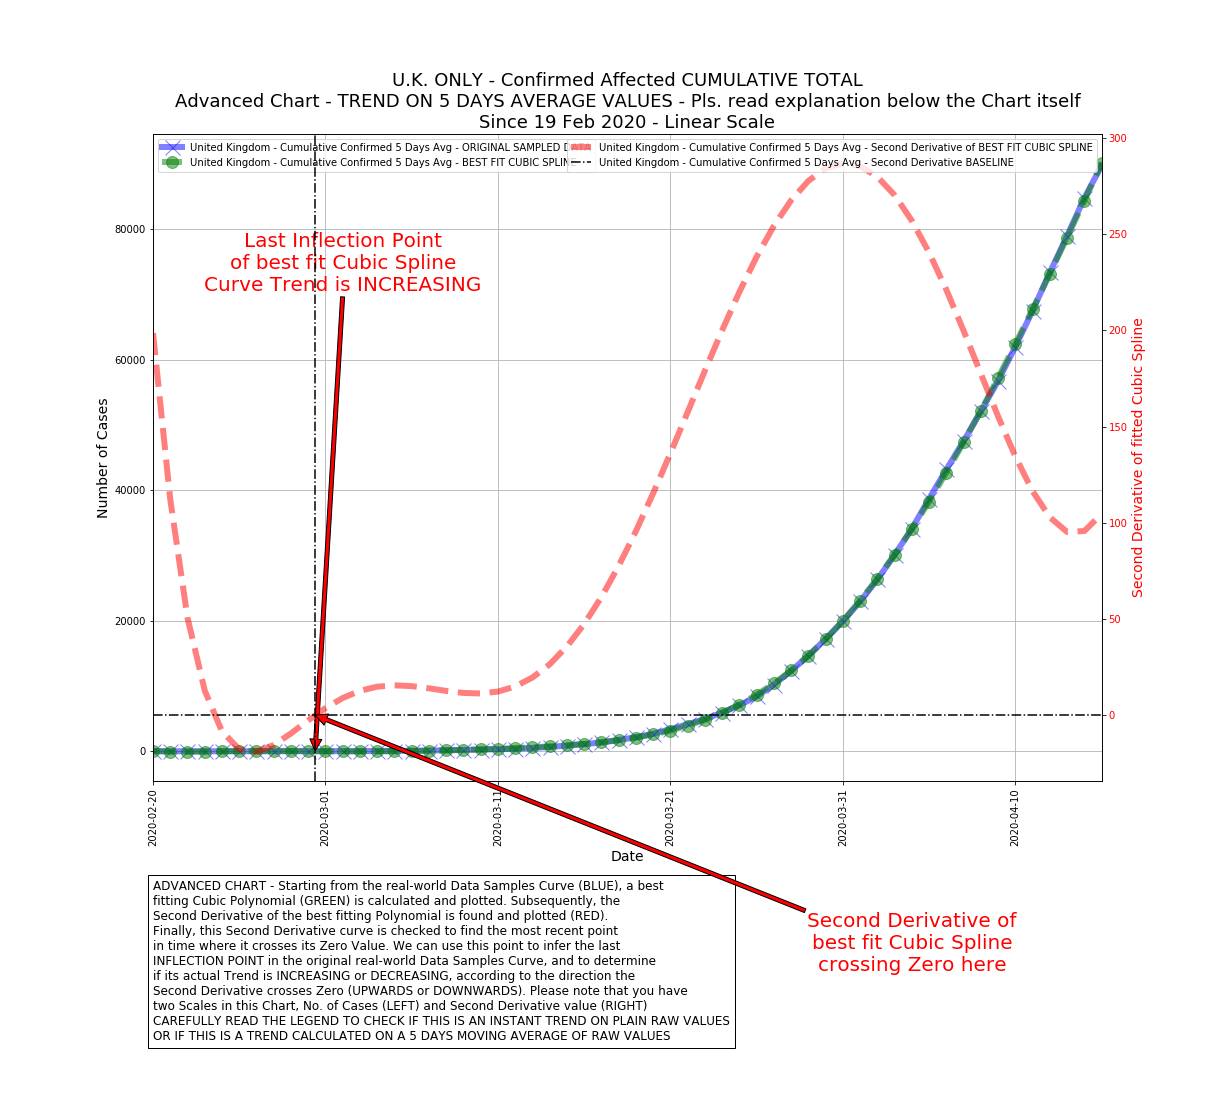 U.K. ONLY - Confirmed Affected CUMULATIVE TOTAL
Advanced Chart - TREND ON 5 DAYS AVERAGE VALUES - Pls. read explanation below the Chart itself
Since 19 Feb 2020 - Linear Scale
United Kingdom - Cumulative Confirmed 5 Days Avg - ORIGINAL SAMPLED
United Kingdom - Cumulative Confirmed 5 Days Avg - BEST FIT CUBIC SPLINE
United Kingdom - Cumulative Confirmed 5 Days Avg - Second Derivative of BEST FIT CUBIC SPLINE
United Kingdom - Cumulative Confirmed 5 Days Avg - Second Derivative BASELINE
Last Inflection Point
of best fit Cubic Spline
Curve Trend is INCREASING
80000
60000
40000
20000
0
Number of Cases
300
250
200
150
100
50
0
Second Derivative of fitted Cubic Spline
2020-02-20
2020-03-01
2020-03-11
2020-03-21
2020-03-31
2020-04-10
Date
ADVANCED CHART - Starting from the real-world Data Samples Curve (BLUE), a best
fitting Cubic Polynomial (GREEN) is calculated and plotted. Subsequently, the
Second Derivative of the best fitting Polynomial is found and plotted (RED).
Finally, this Second Derivative curve is checked to find the most recent point
in time where it crosses its Zero Value. We can use this point to infer the last
INFLECTION POINT in the original real-world Data Samples Curve, and to determine
if its actual Trend is INCREASING or DECREASING, according to the direction the
Second Derivative crosses Zero (UPWARDS or DOWNWARDS). Please note that you have
two Scales in this Chart, No. of Cases (LEFT) and Second Derivative value (RIGHT)
CAREFULLY READ THE LEGEND TO CHECK IF THIS IS AN INSTANT TREND ON PLAIN RAW VALUES
OR IF THIS IS A TREND CALCULATED ON A 5 DAYS MOVING AVERAGE OF RAW VALUES
Second Derivative of
best fit Cubic Spline
crossing Zero here